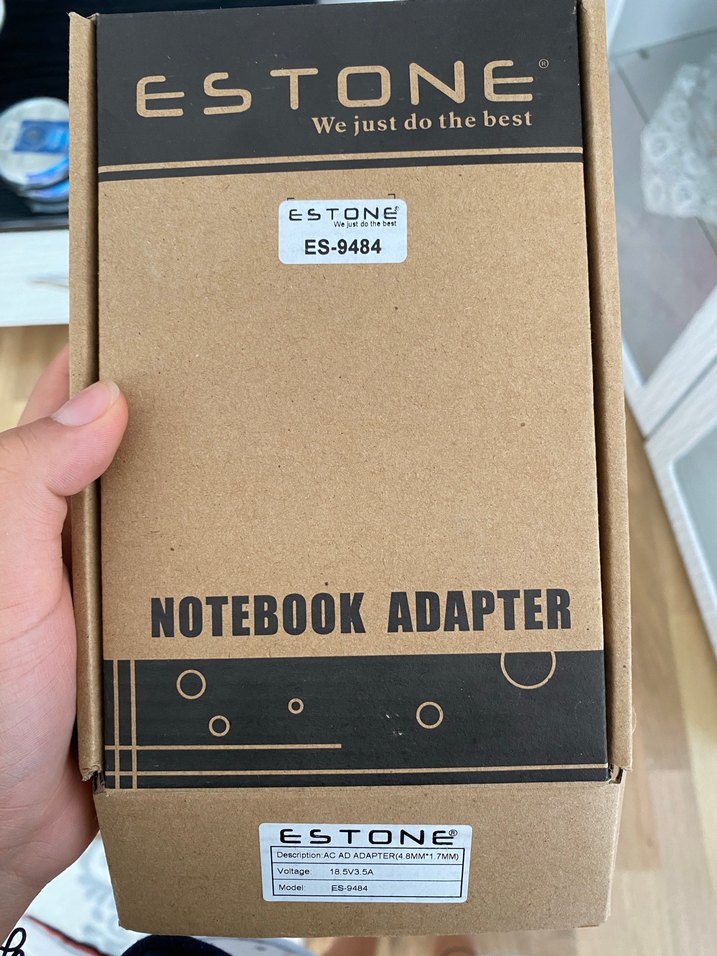 ESTONE®
We just do the best
ESTONE®
We just do the best
ES-9484
NOTEBOOK ADAPTER
ESTONE®
Description:AC AD ADAPTER(4.8MM*1.7MM)
Voltage: 18.5V3.5A
Model: ES-9484